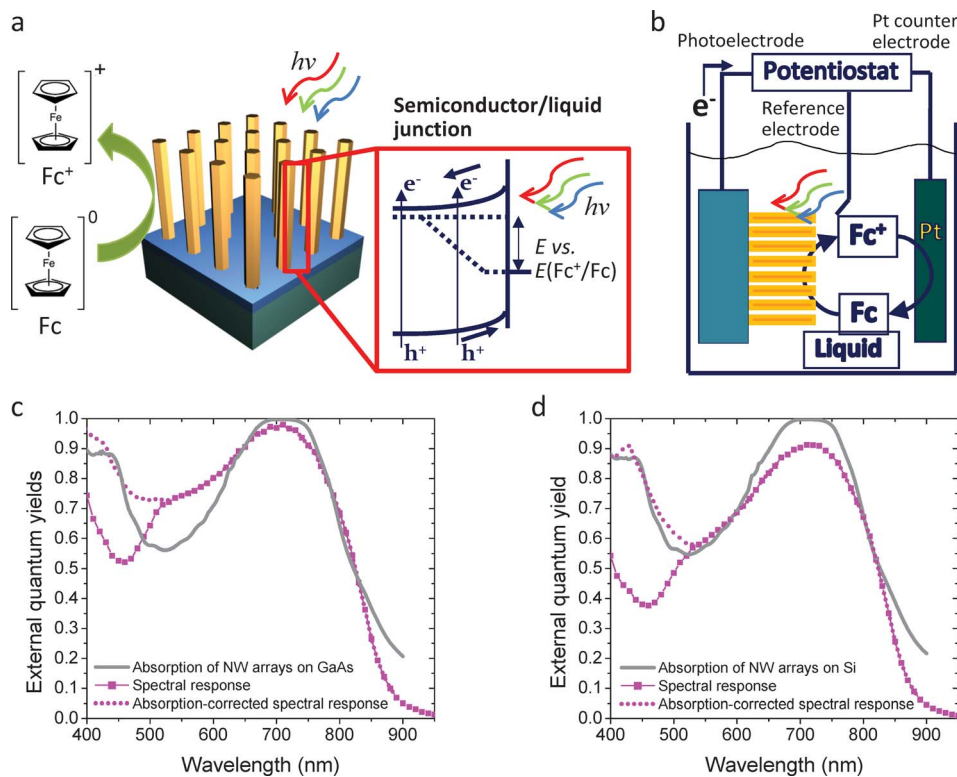 a
+
Fe
Fc⁺
0
Fe
Fc
hν
Semiconductor/liquid
junction
e⁻
e⁻
hν
E vs.
E(Fc⁺/Fc)
h⁺
h⁺
b
Pt counter
electrode
Photoelectrode
Potentiostat
e⁻
Reference
electrode
Fc⁺
Pt
Fc
Liquid
c
External quantum yields
1.0
0.9
0.8
0.7
0.6
0.5
0.4
0.3
0.2
0.1
0.0
Absorption of NW arrays on GaAs
Spectral response
Absorption-corrected spectral response
400 500 600 700 800 900
Wavelength (nm)
d
External quantum yield
1.0
0.9
0.8
0.7
0.6
0.5
0.4
0.3
0.2
0.1
0.0
Absorption of NW arrays on Si
Spectral response
Absorption-corrected spectral response
400 500 600 700 800 900
Wavelength (nm)